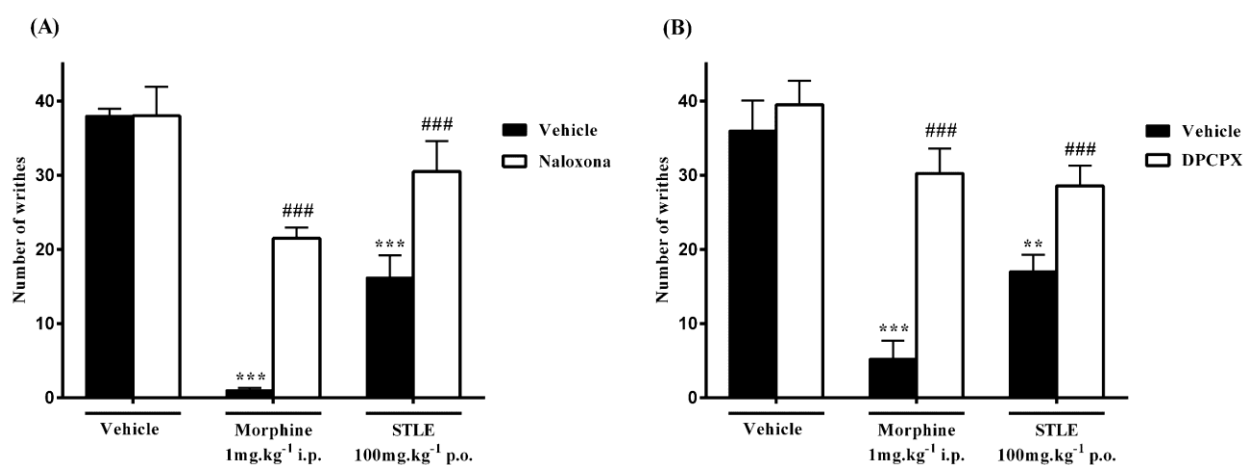 (A)
Number of writhes
40
30
20
10
0
***
###
***
###
Vehicle
Naloxona
Vehicle
Morphine
1mg.kg⁻¹ i.p.
STLE
100mg.kg⁻¹ p.o.
(B)
Number of writhes
40
30
20
10
0
***
###
**
###
Vehicle
DPCPX
Vehicle
Morphine
1mg.kg⁻¹ i.p.
STLE
100mg.kg⁻¹ p.o.